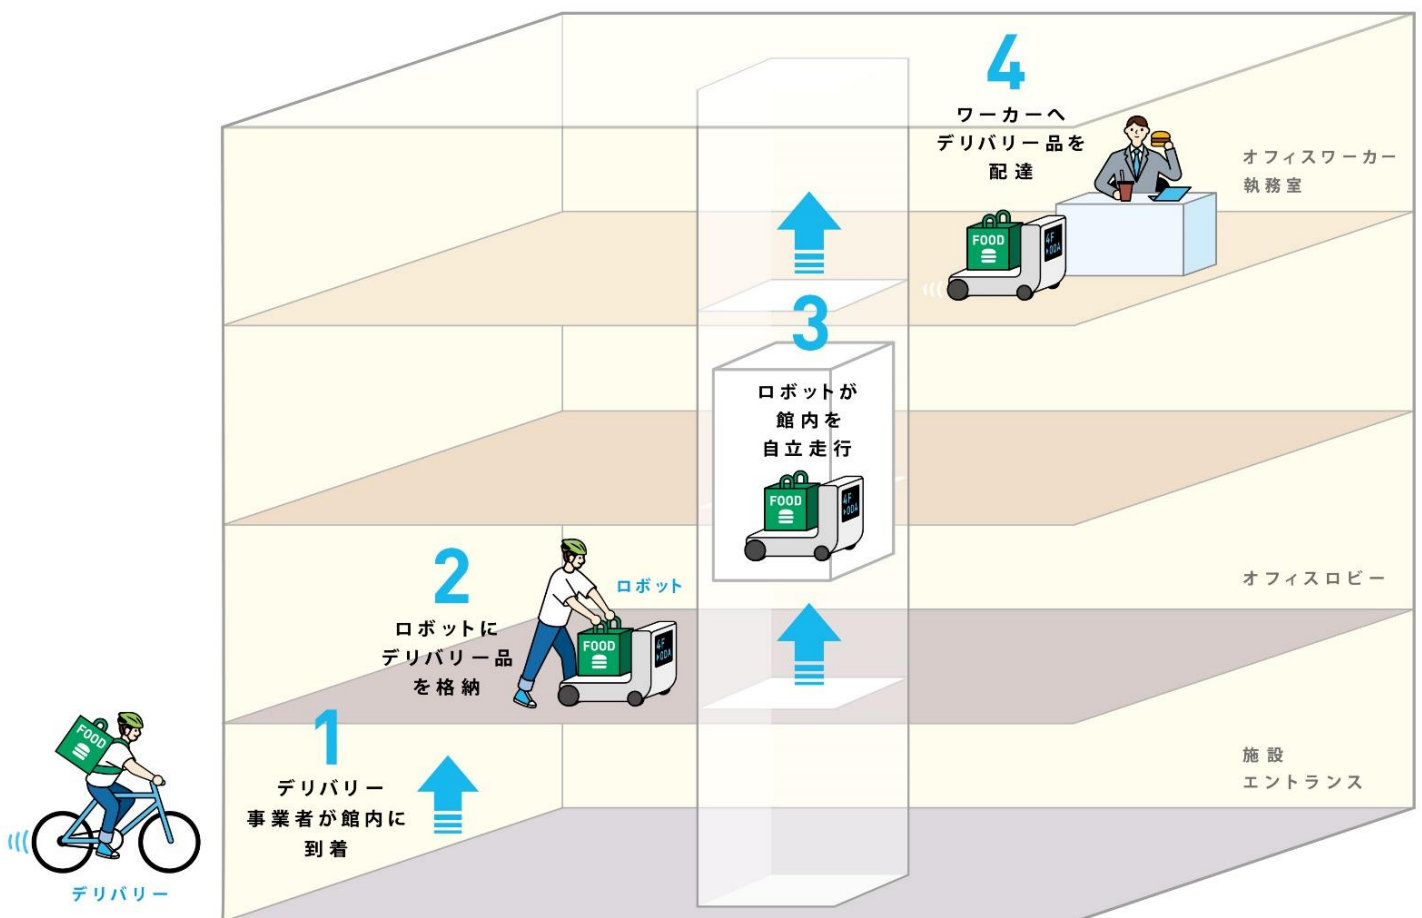 4
ワーカーへ
デリバリー品を
配達
オフィスワーカー
執務室
FOOD
4F
▶ODA
3
ロボットが
館内を
自立走行
FOOD
4F
▶ODA
2
ロボットに
デリバリー品
を格納
ロボット
FOOD
4F
▶ODA
オフィスロビー
1
デリバリー
事業者が館内に
到着
施設
エントランス
FOOD
デリバリー